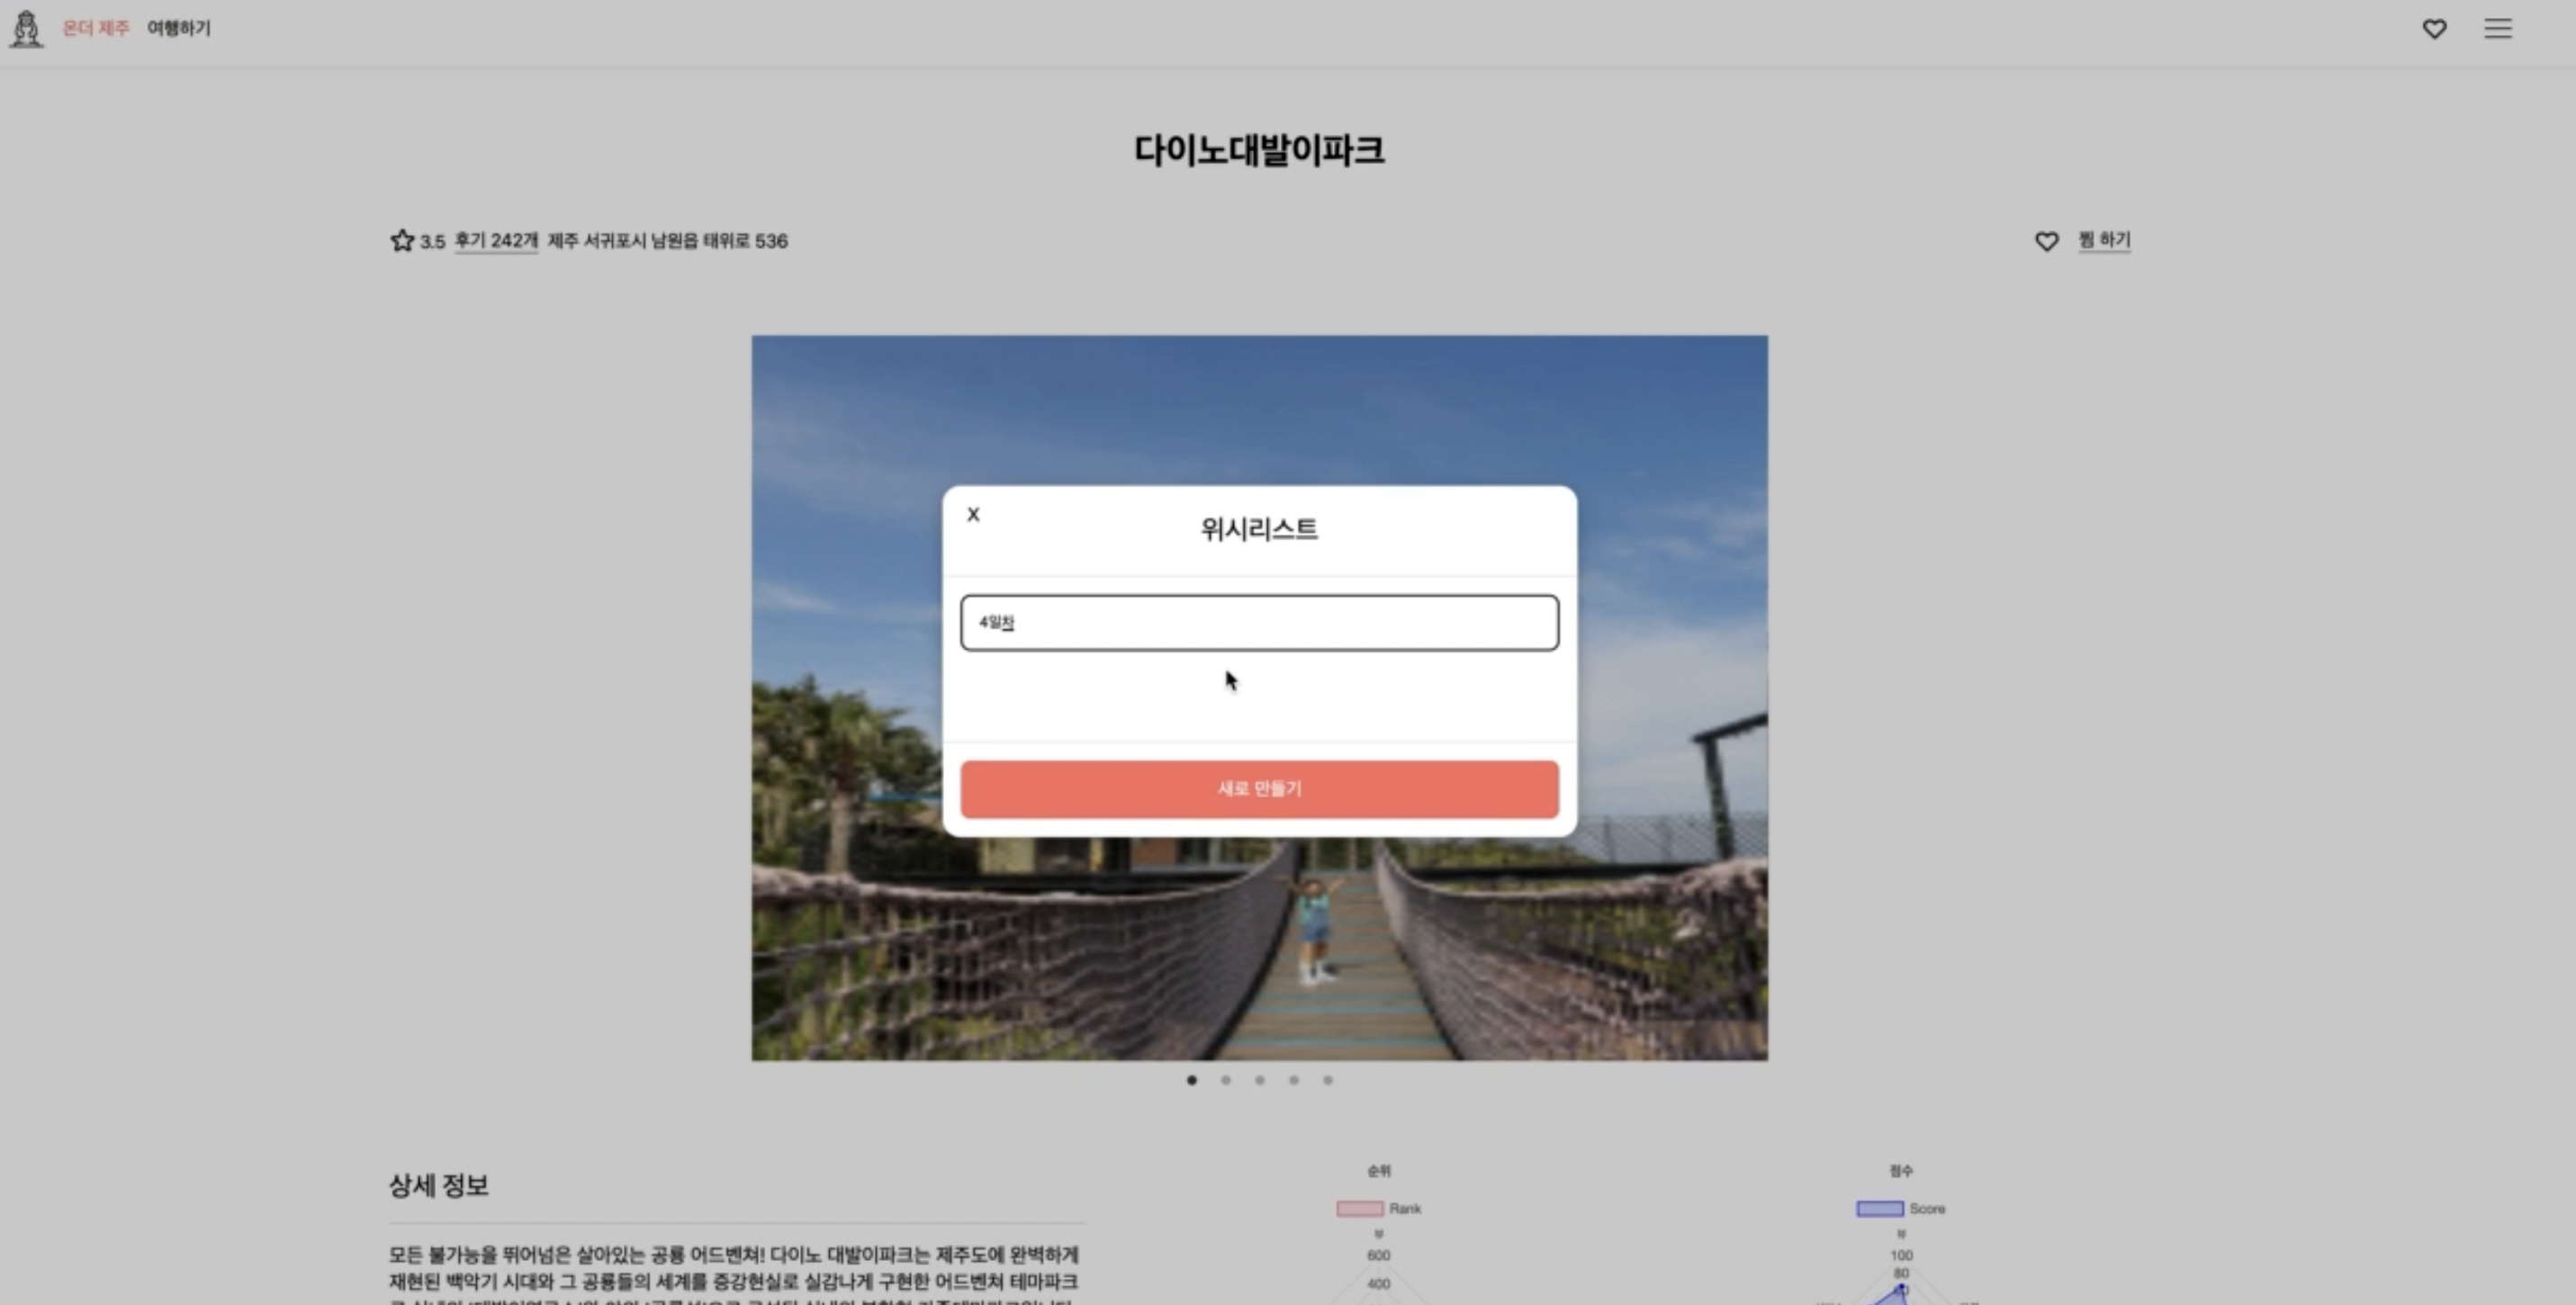 온더 제주 여행하기
다이노대발이파크
3.5 후기 242개 제주 서귀포시 남원읍 태위로 536
찜 하기
X
위시리스트
4일차
새로 만들기
상세 정보
모든 불가능을 뛰어넘은 살아있는 공룡 어드벤쳐! 다이노 대발이파크는 제주도에 완벽하게
재현된 백악기 시대와 그 공룡들의 세계를 증강현실로 실감나게 구현한 어드벤쳐 테마파크
순위
Rank
뷰
600
400
점수
Score
뷰
100
80